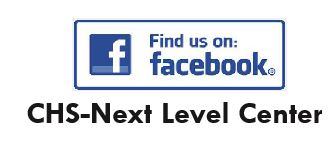 f Find us on:
facebook®
CHS-Next Level Center